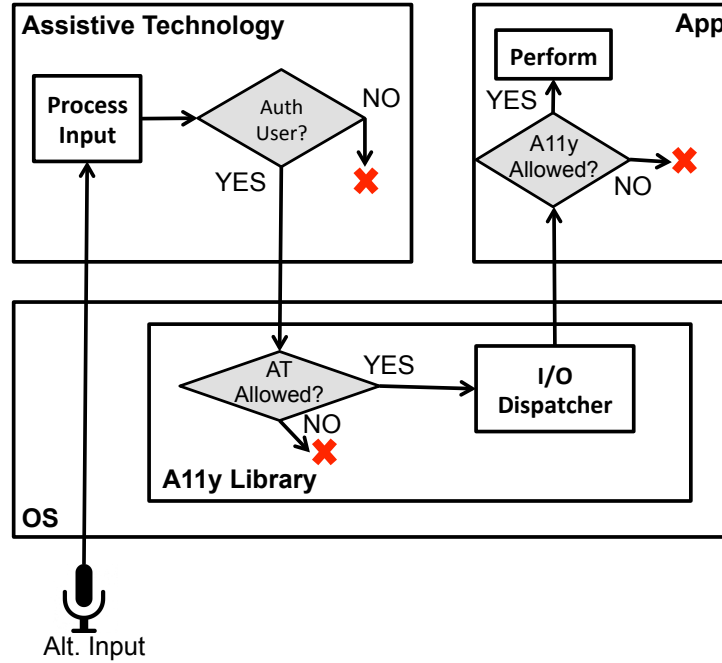 Assistive Technology
App
Process
Input
Auth
User?
NO
YES
Perform
YES
A11y
Allowed?
NO
AT
Allowed?
YES
NO
I/O
Dispatcher
A11y Library
OS
Alt. Input